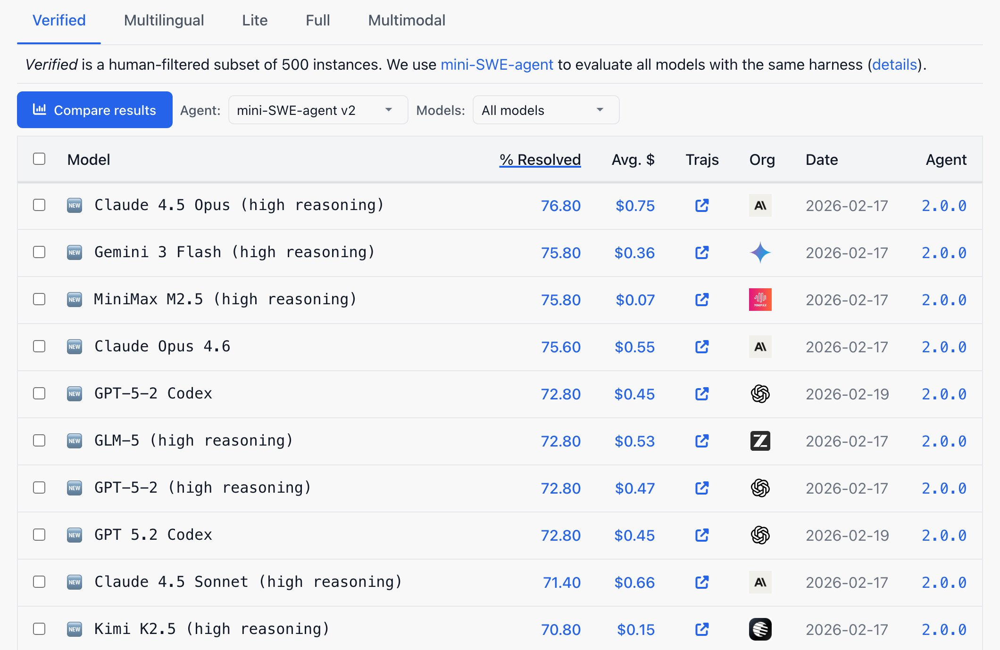 Verified Multilingual Lite Full Multimodal
Verified is a human-filtered subset of 500 instances. We use mini-SWE-agent to evaluate all models with the same harness (details).
Compare results Agent: mini-SWE-agent v2 Models: All models
Model % Resolved Avg. $ Trajs Org Date Agent
NEW Claude 4.5 Opus (high reasoning) 76.80 $0.75 2026-02-17 2.0.0
NEW Gemini 3 Flash (high reasoning) 75.80 $0.36 2026-02-17 2.0.0
NEW MiniMax M2.5 (high reasoning) 75.80 $0.07 MINIMAX 2026-02-17 2.0.0
NEW Claude Opus 4.6 75.60 $0.55 2026-02-17 2.0.0
NEW GPT-5-2 Codex 72.80 $0.45 2026-02-19 2.0.0
NEW GLM-5 (high reasoning) 72.80 $0.53 2026-02-17 2.0.0
NEW GPT-5-2 (high reasoning) 72.80 $0.47 2026-02-17 2.0.0
NEW GPT 5.2 Codex 72.80 $0.45 2026-02-19 2.0.0
NEW Claude 4.5 Sonnet (high reasoning) 71.40 $0.66 2026-02-17 2.0.0
NEW Kimi K2.5 (high reasoning) 70.80 $0.15 2026-02-17 2.0.0